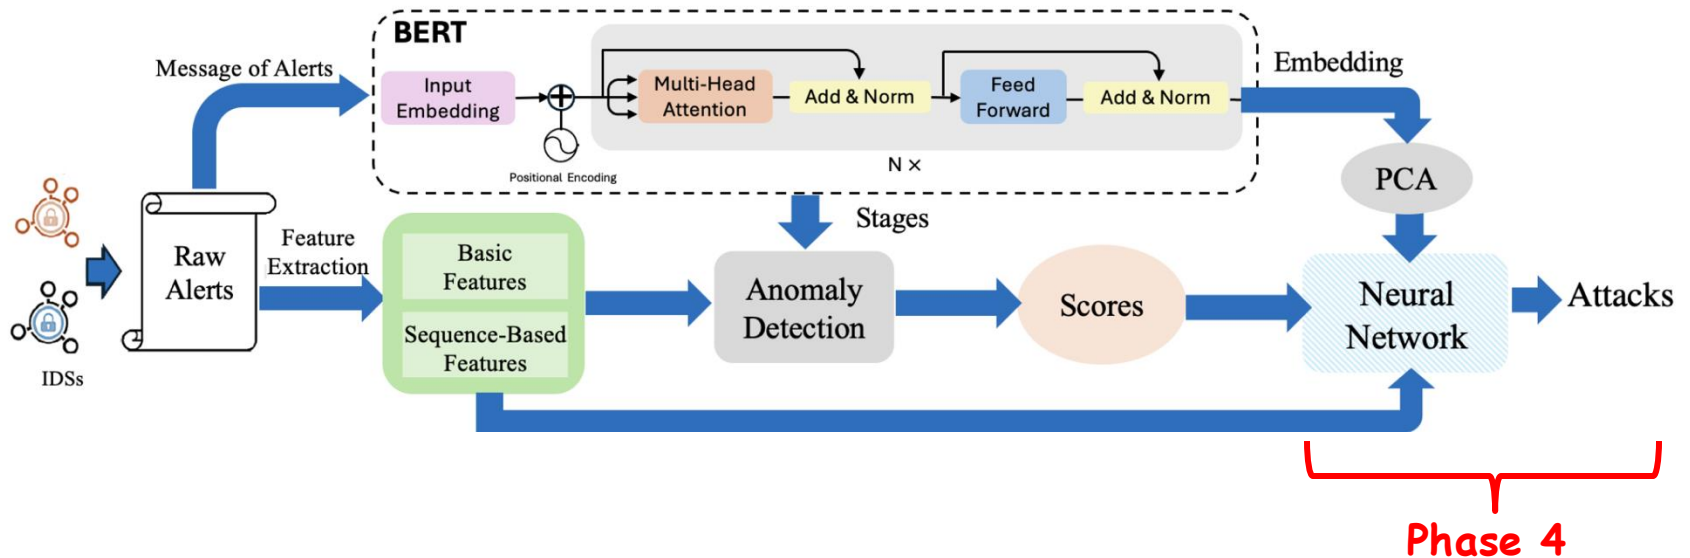 BERT
Message of Alerts
Input
Embedding
Multi-Head
Attention
Add & Norm
Feed
Forward
Add & Norm
Embedding
Positional Encoding
N ×
PCA
Stages
IDSs
Raw
Alerts
Feature
Extraction
Basic
Features
Sequence-Based
Features
Anomaly
Detection
Scores
Neural
Network
Attacks
Phase 4